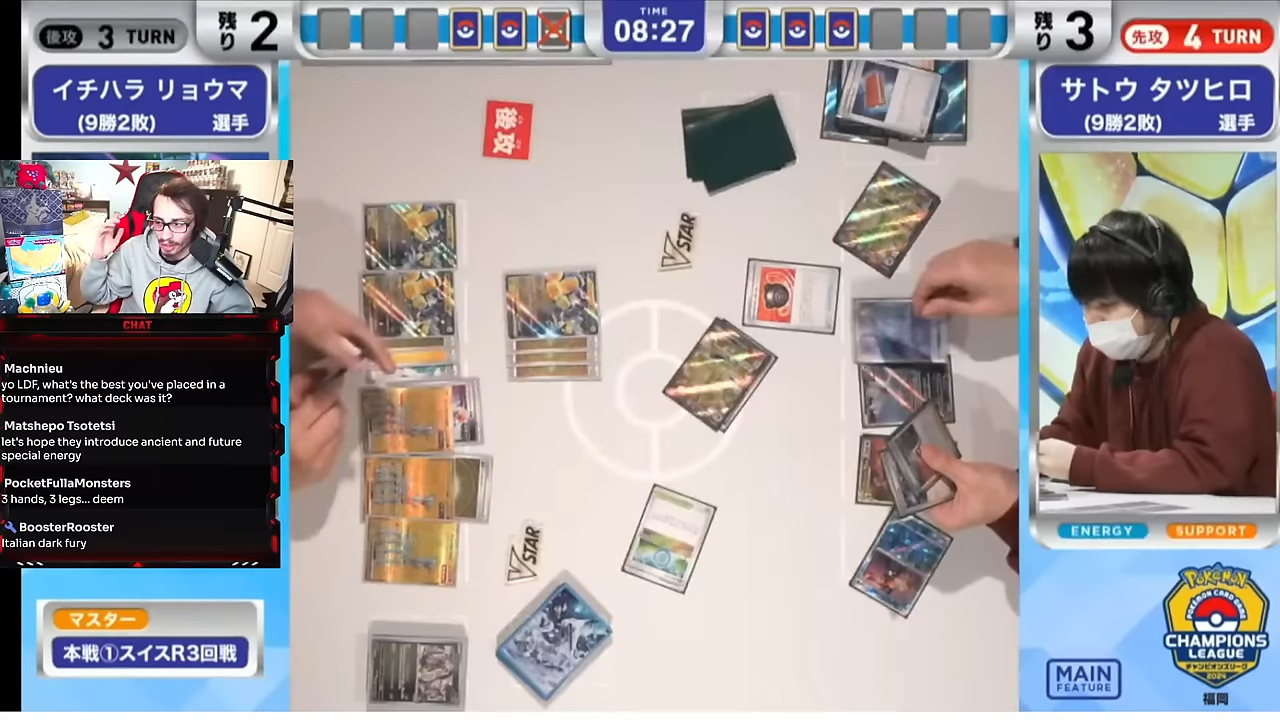 後攻 3 TURN
残り 2
TIME
08:27
残り 3
先攻 4 TURN
イチハラ リョウマ
(9勝2敗) 選手
サトウ タツヒロ
(9勝2敗) 選手
後攻
VSTAR
VSTAR
CHAT
Machnieu
yo LDF, what's the best you've placed in a
tournament? what deck was it?
Matshepo Tsotetsi
let's hope they introduce ancient and future
special energy
PocketFullaMonsters
3 hands, 3 legs... deem
BoosterRooster
Italian dark fury
マスター
本戦①スイスR3回戦
ENERGY
SUPPORT
MAIN
FEATURE
POKÉMON
POKÉMON CARD GAME
CHAMPIONS
LEAGUE
チャンピオンズリーグ
2024
福岡